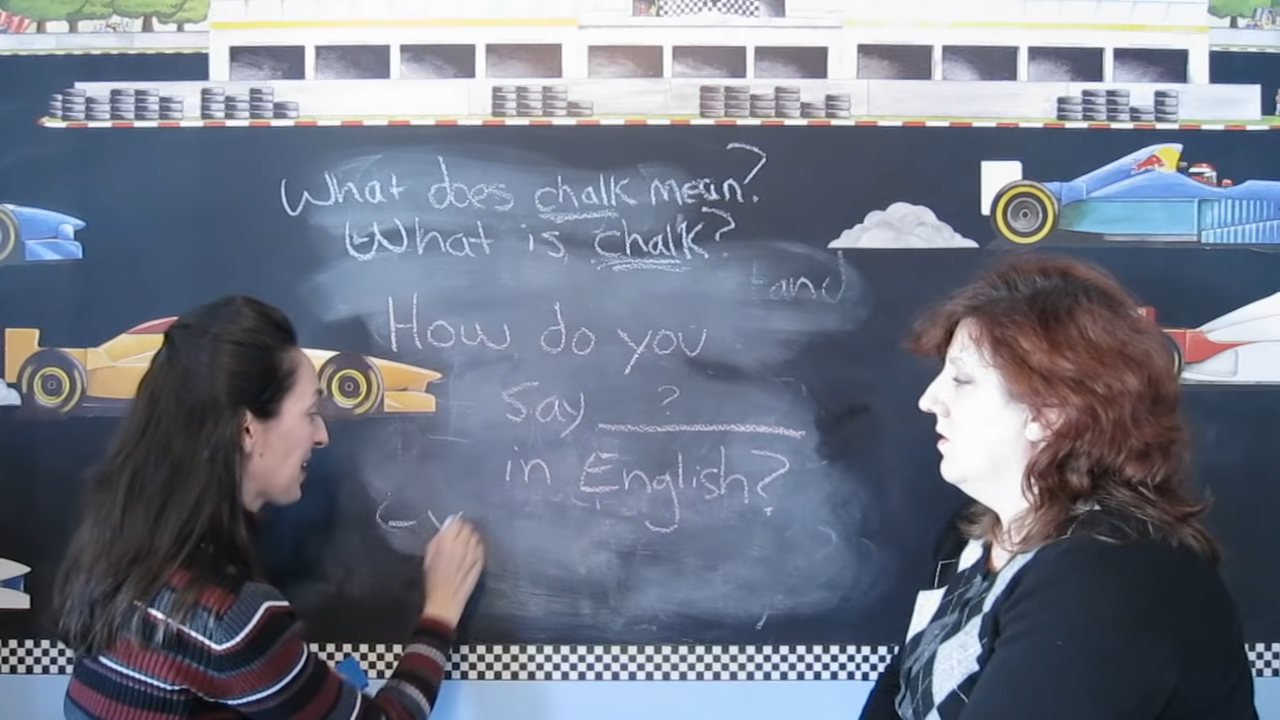 What does chalk mean?
What is chalk?
and
How do you
say ?
in English?